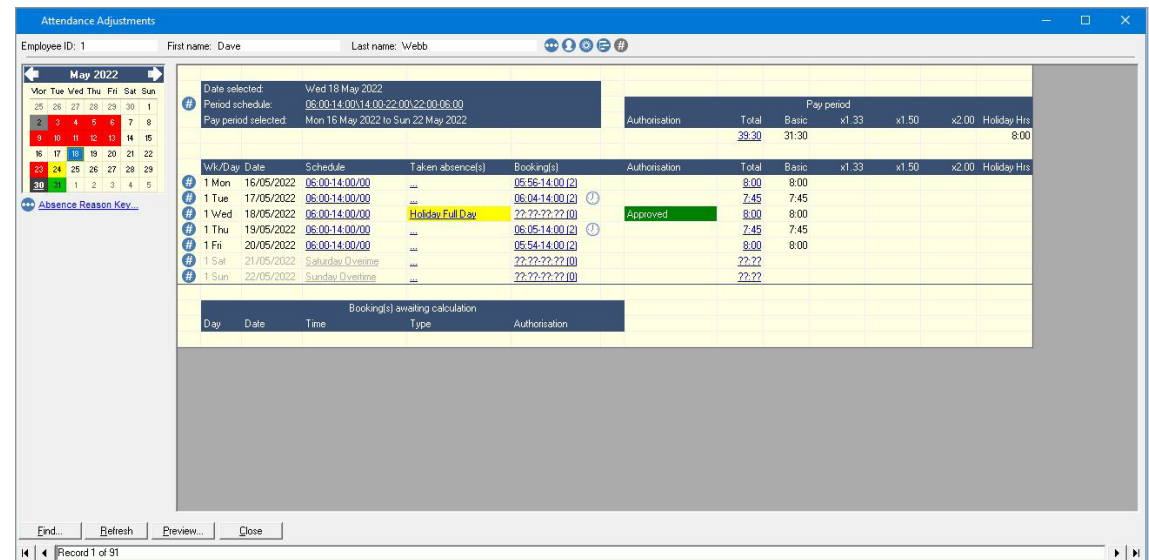 Attendance Adjustments
Employee ID: 1 First name: Dave Last name: Webb
May 2022
Mor Tue Wed Thu Fri Sat Sun
25 26 27 28 29 30 1
2 3 4 5 6 7 8
9 10 11 12 13 14 15
16 17 18 19 20 21 22
23 24 25 26 27 28 29
30 31 1 2 3 4 5
Absence Reason Key...
Date selected: Wed 18 May 2022
# Period schedule: 06:00-14:00\14:00-22:00\22:00-06:00 Pay period
Pay period selected: Mon 16 May 2022 to Sun 22 May 2022 Authorisation Total Basic x1.33 x1.50 x2.00 Holiday Hrs
39:30 31:30 8:00
Wk/Day Date Schedule Taken absence(s) Booking(s) Authorisation Total Basic x1.33 x1.50 x2.00 Holiday Hrs
# 1 Mon 16/05/2022 06:00-14:00/00 ... 05:56-14:00 (2) 8:00 8:00
# 1 Tue 17/05/2022 06:00-14:00/00 ... 06:04-14:00 (2) 7:45 7:45
# 1 Wed 18/05/2022 06:00-14:00/00 Holiday Full Day ??:??-??:?? (0) Approved 8:00 8:00
# 1 Thu 19/05/2022 06:00-14:00/00 ... 06:05-14:00 (2) 7:45 7:45
# 1 Fri 20/05/2022 06:00-14:00/00 ... 05:54-14:00 (2) 8:00 8:00
# 1 Sat 21/05/2022 Saturday Overime ... ??:??-??:?? (0) ??:??
# 1 Sun 22/05/2022 Sunday Overtime ... ??:??-??:?? (0) ??:??
Booking(s) awaiting calculation
Day Date Time Type Authorisation
Find... Refresh Preview... Close
Record 1 of 91